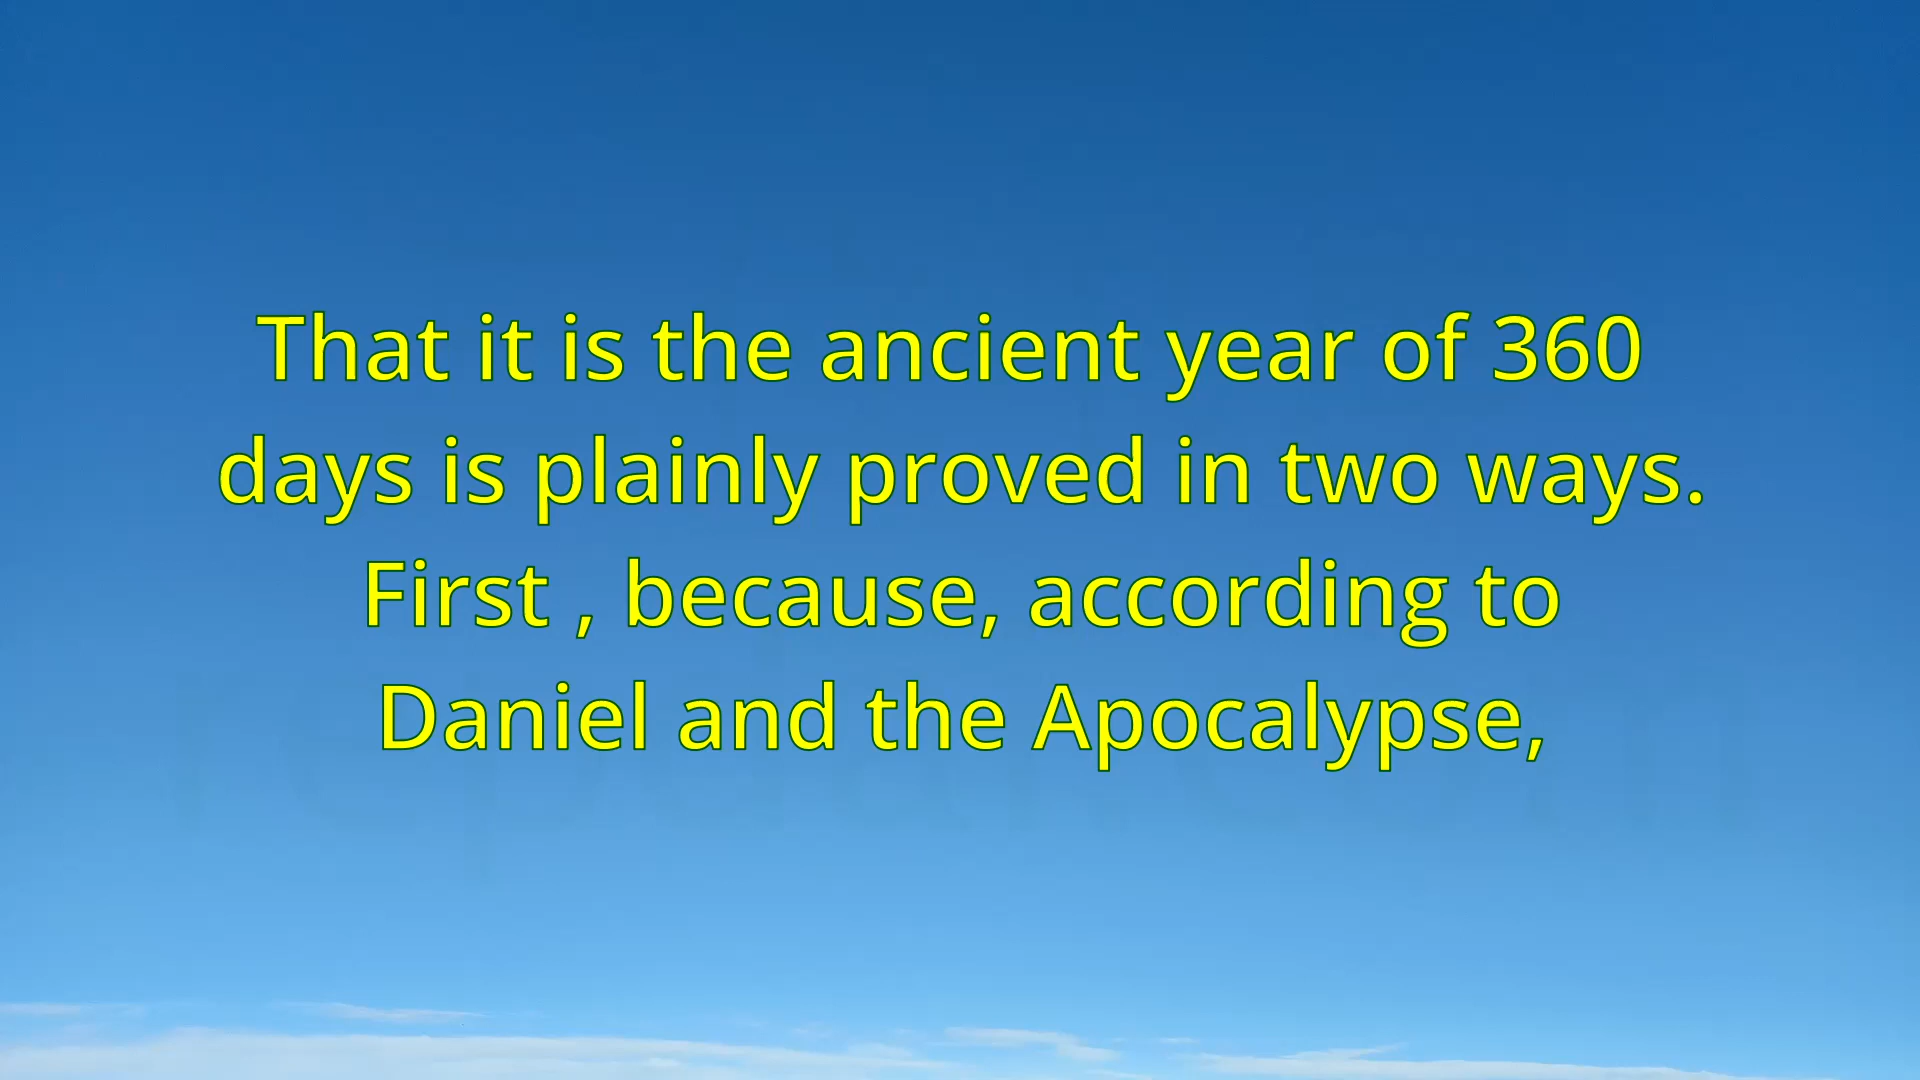 That it is the ancient year of 360
days is plainly proved in two ways.
First , because, according to
Daniel and the Apocalypse,